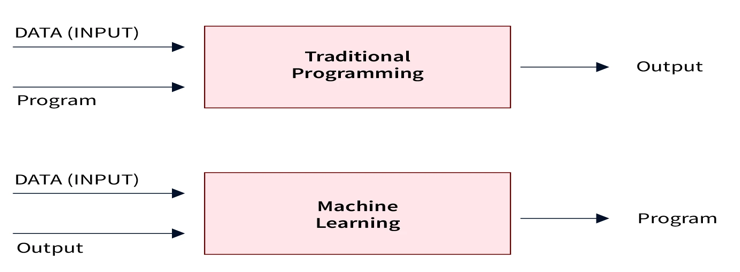 DATA (INPUT)
Program
Traditional
Programming
Output
DATA (INPUT)
Output
Machine
Learning
Program